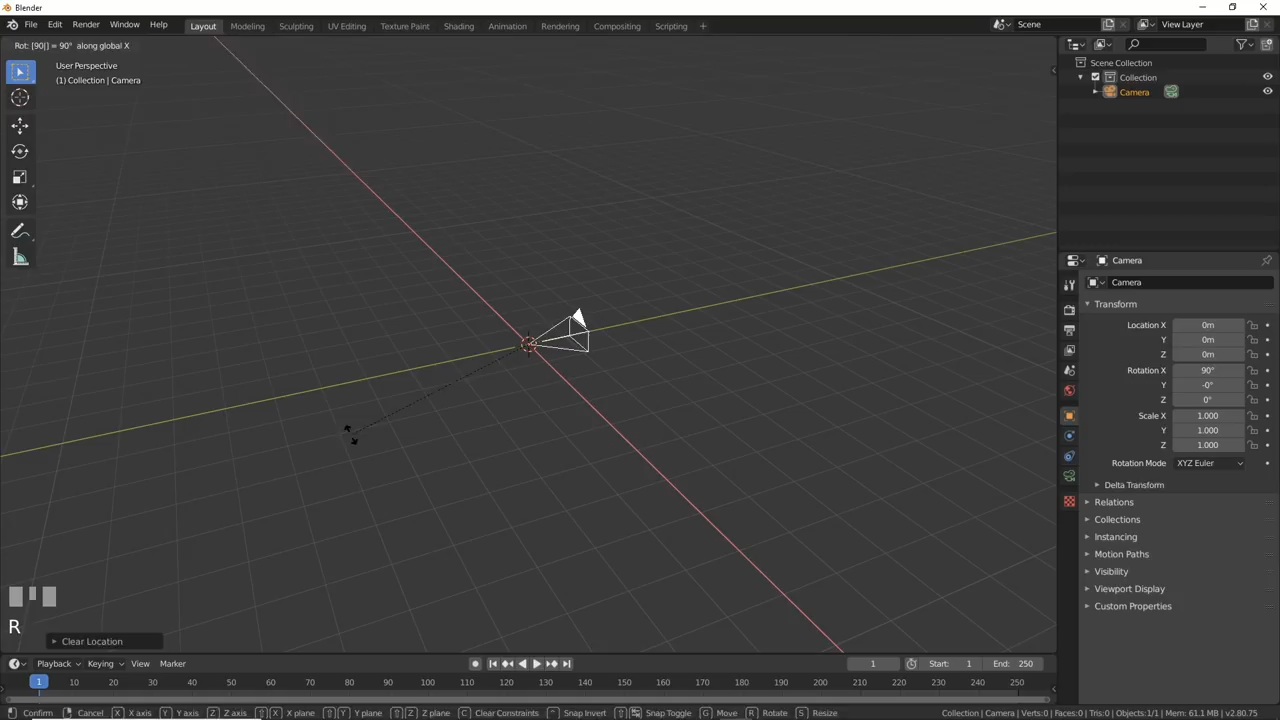 Blender
File Edit Render Window Help Layout Modeling Sculpting UV Editing Texture Paint Shading Animation Rendering Compositing Scripting Scene View Layer
Rot: [90|] = 90° along global X
User Perspective
(1) Collection | Camera
Scene Collection
Collection
Camera
Camera
Camera
Transform
Location X 0m
Y 0m
Z 0m
Rotation X 90°
Y -0°
Z 0°
Scale X 1.000
Y 1.000
Z 1.000
Rotation Mode XYZ Euler
Delta Transform
Relations
Collections
Instancing
Motion Paths
Visibility
Viewport Display
Custom Properties
R
Clear Location
Playback Keying View Marker 1 Start: 1 End: 250
1 10 20 30 40 50 60 70 80 90 100 110 120 130 140 150 160 170 180 190 200 210 220 230 240 250
Confirm Cancel X X axis Y Y axis Z Z axis X X plane Y Y plane Z Z plane C Clear Constraints Snap Invert Snap Toggle G Move R Rotate S Resize Collection | Camera | Verts:0 | Faces:0 | Tris:0 | Objects:1/1 | Mem: 61.1 MB | v2.80.75